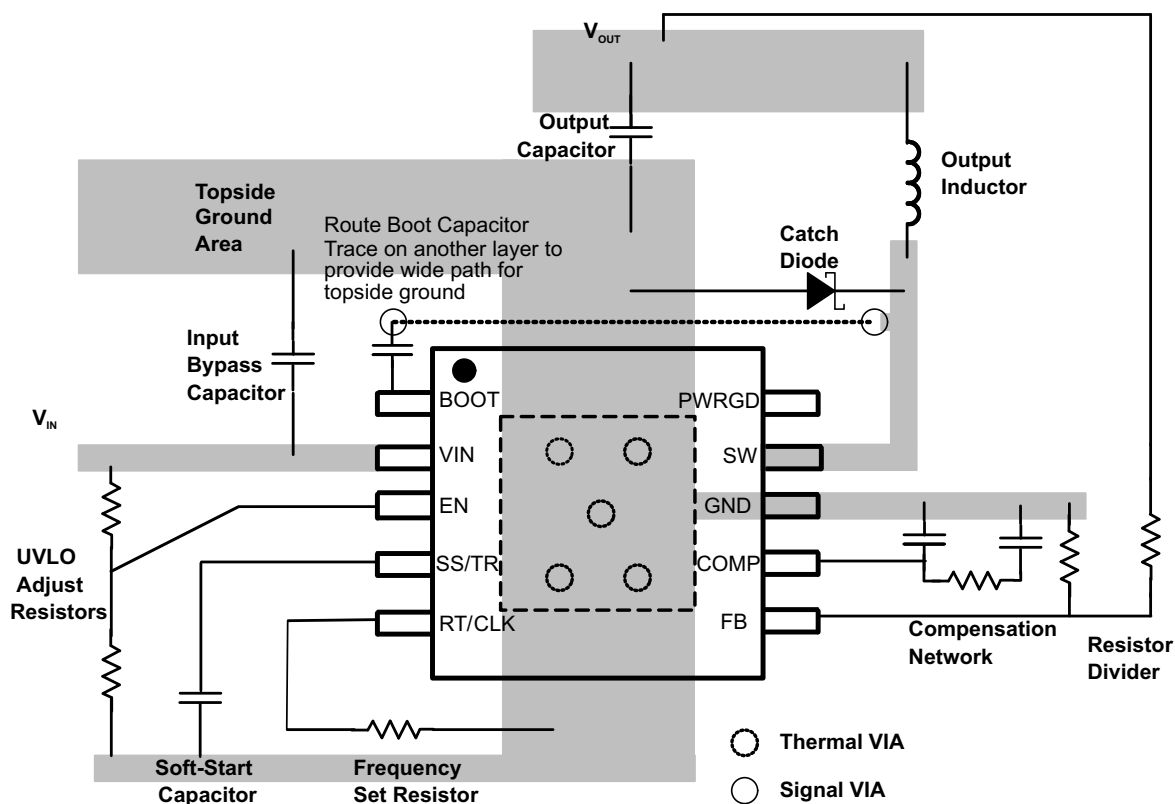 VOUT
Output
Capacitor
Output
Inductor
Topside
Ground
Area
Route Boot Capacitor
Trace on another layer to
provide wide path for
topside ground
Catch
Diode
Input
Bypass
Capacitor
VIN
BOOT
VIN
EN
SS/TR
RT/CLK
PWRGD
SW
GND
COMP
FB
UVLO
Adjust
Resistors
Compensation
Network
Resistor
Divider
Soft-Start
Capacitor
Frequency
Set Resistor
Thermal VIA
Signal VIA